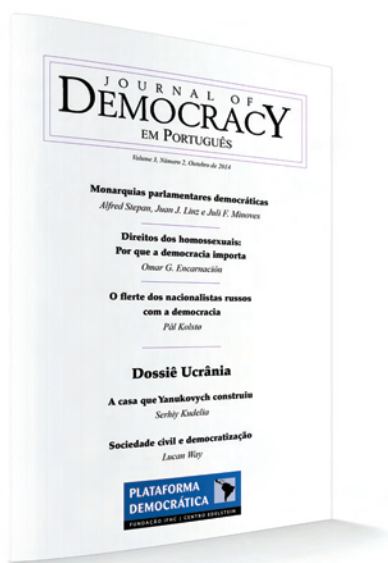 JOURNAL OF
DEMOCRACY
EM PORTUGUÊS
Volume 3, Número 2, Outubro de 2014
Monarquias parlamentares democráticas
Alfred Stepan, Juan J. Linz e Juli F. Minoves
Direitos dos homossexuais:
Por que a democracia importa
Omar G. Encarnación
O flerte dos nacionalistas russos
com a democracia
Pål Kolstø
Dossiê Ucrânia
A casa que Yanukovych construiu
Serhiy Kudelia
Sociedade civil e democratização
Lucan Way
PLATAFORMA
DEMOCRÁTICA
FUNDAÇÃO IFHC | CENTRO EDELSTEIN